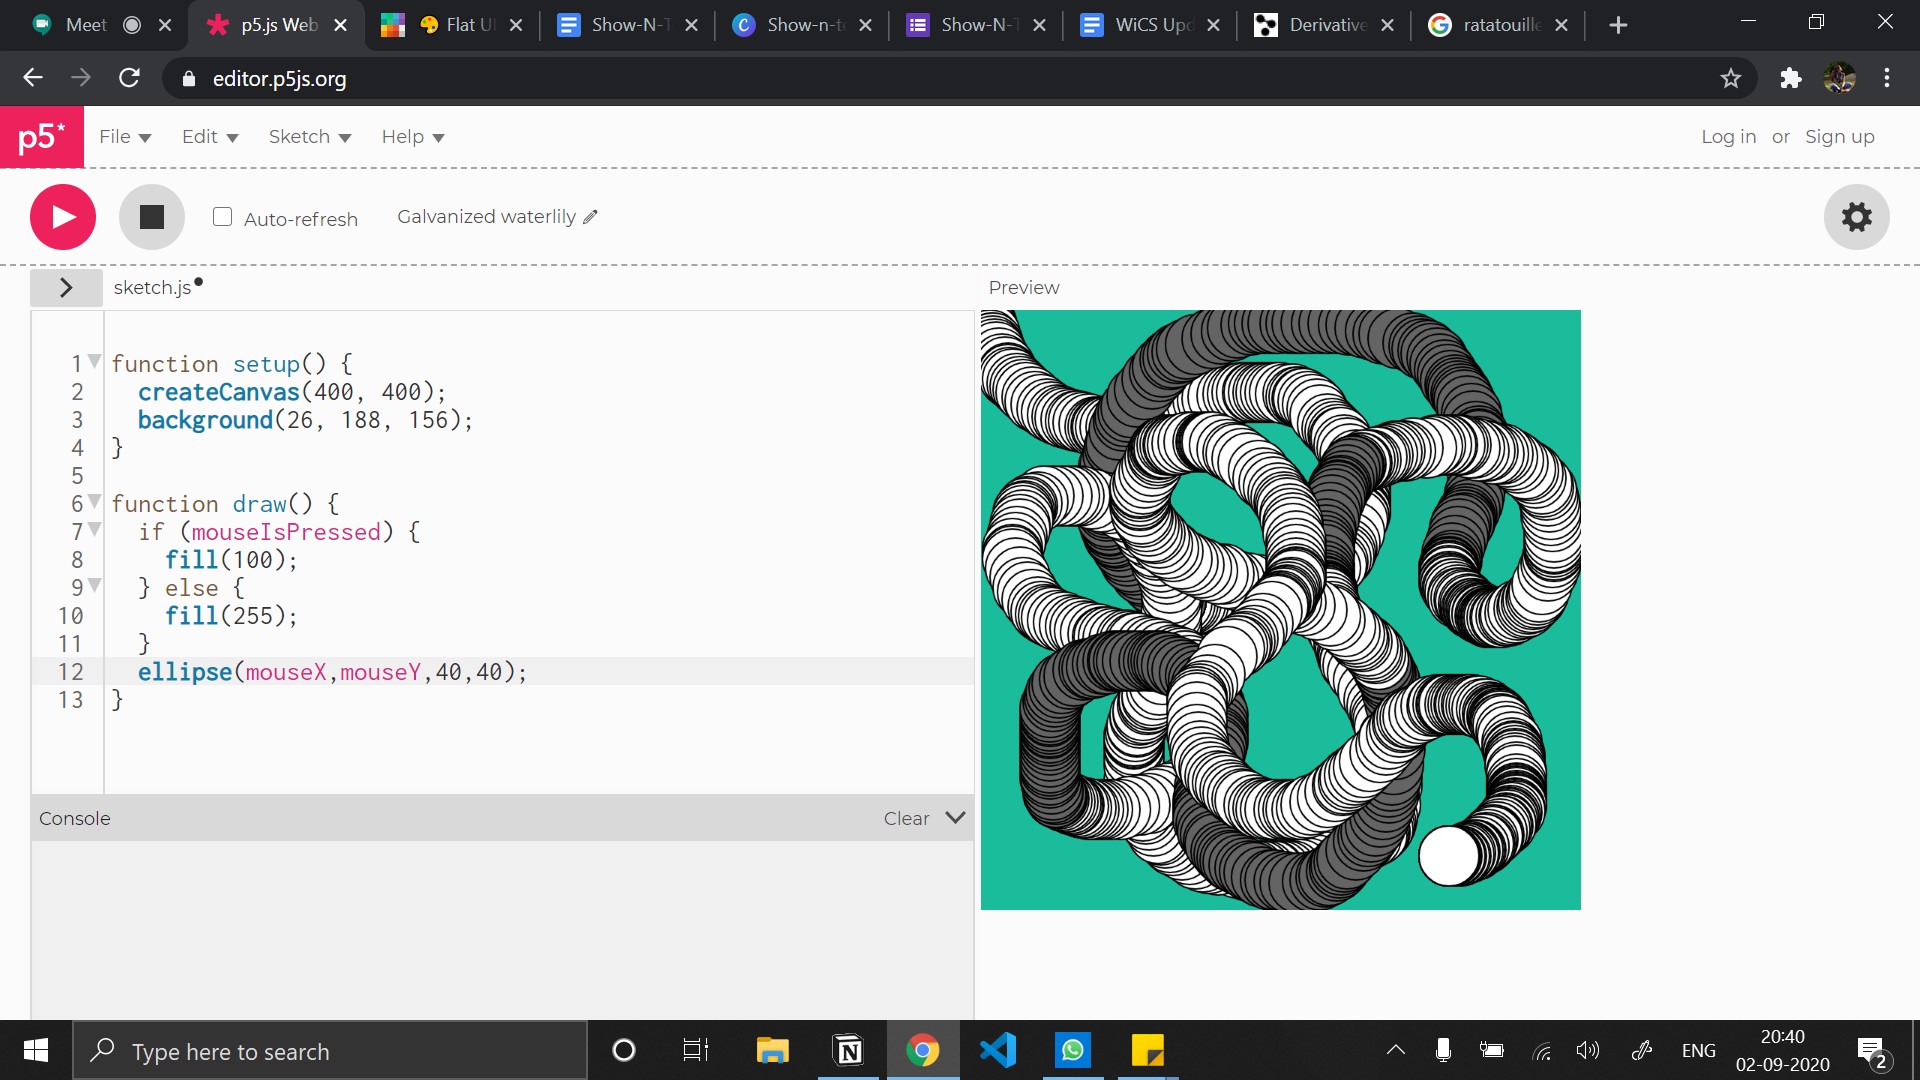 Meet
p5.js Web
Flat U
Show-N-T
Show-n-te
Show-N-T
WiCS Upd
Derivative
ratatouille
editor.p5js.org
p5*
File
Edit
Sketch
Help
Log in or Sign up
Auto-refresh
Galvanized waterlily
sketch.js
Preview
1 function setup() {
2 createCanvas(400, 400);
3 background(26, 188, 156);
4 }
5
6 function draw() {
7 if (mouseIsPressed) {
8 fill(100);
9 } else {
10 fill(255);
11 }
12 ellipse(mouseX,mouseY,40,40);
13 }
Console
Clear
Type here to search
ENG
20:40
02-09-2020
2